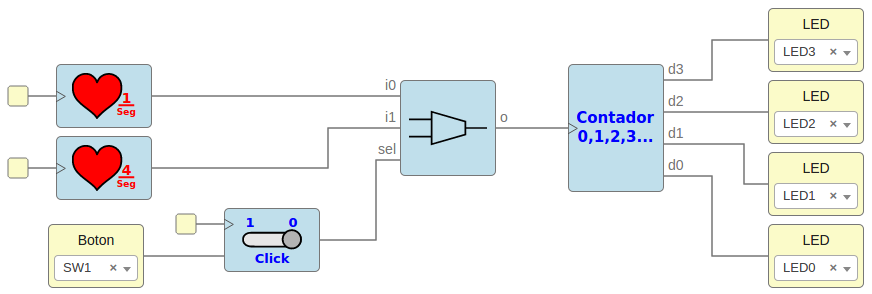 1
Seg
4
Seg
Boton
SW1 ×
1 0
Click
i0
i1
sel
o
Contador
0,1,2,3...
d3
d2
d1
d0
LED
LED3 ×
LED
LED2 ×
LED
LED1 ×
LED
LED0 ×